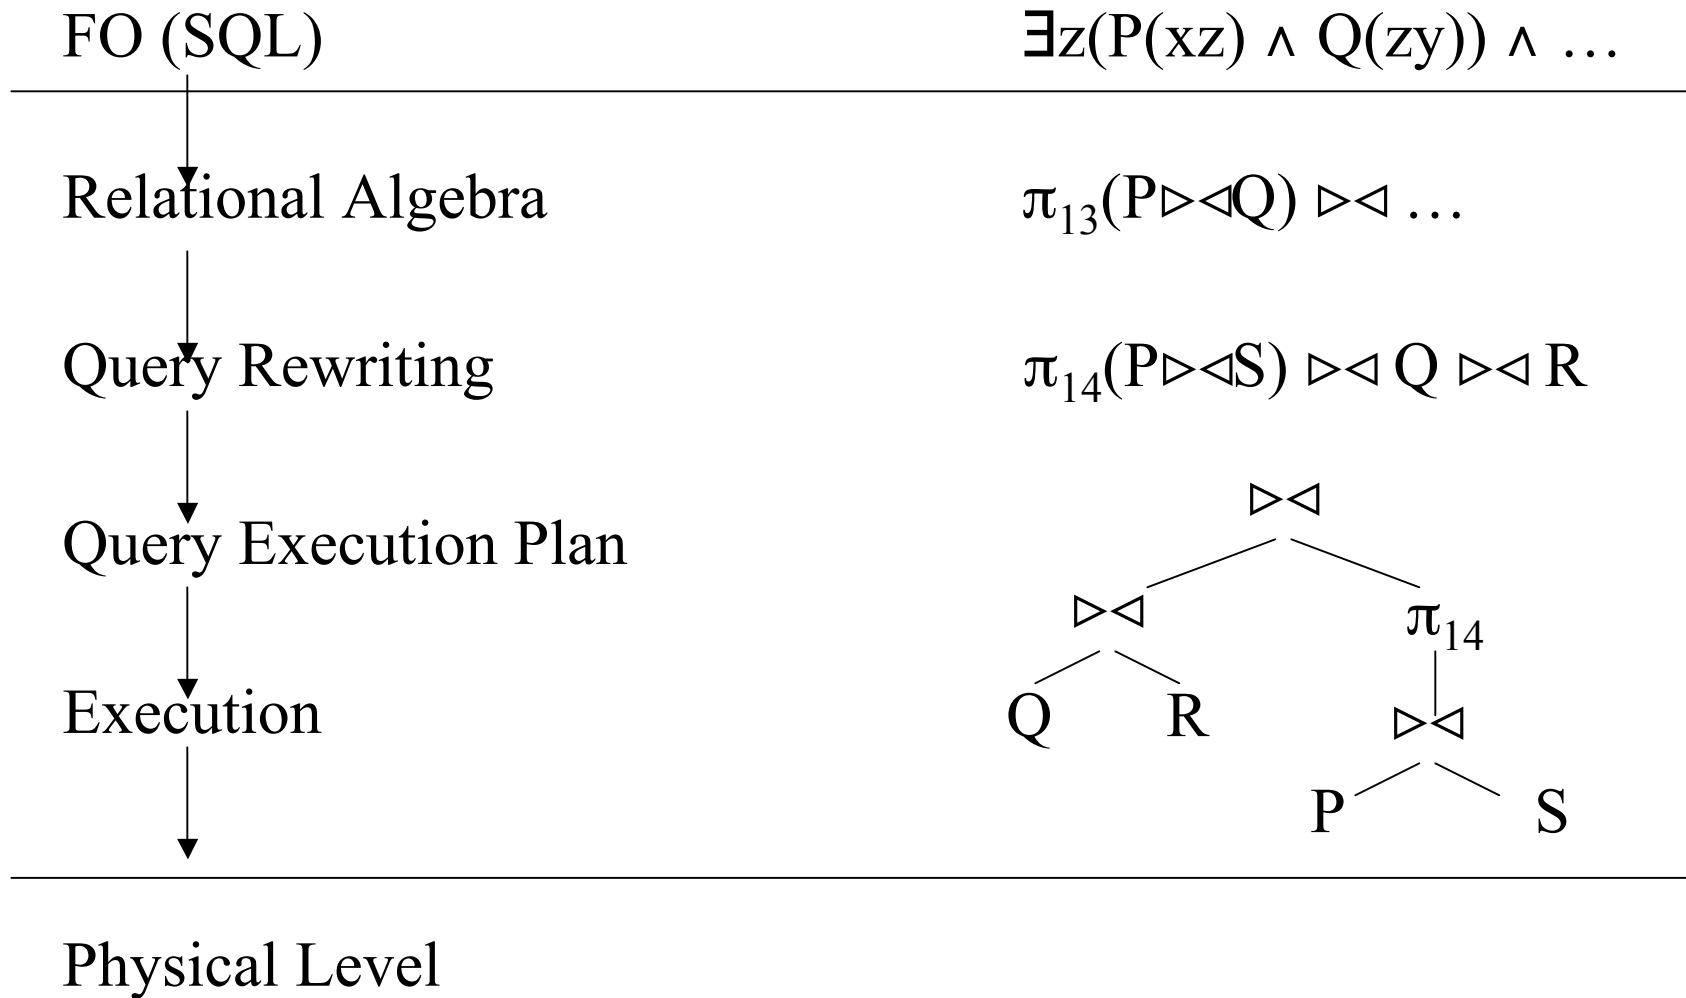 FO (SQL) ∃z(P(xz) ∧ Q(zy)) ∧ …
Relational Algebra π₁₃(P▷◁Q) ▷◁ …
Query Rewriting π₁₄(P▷◁S) ▷◁ Q ▷◁ R
▷◁
Query Execution Plan
▷◁ π₁₄
Execution Q R ▷◁
P S
Physical Level